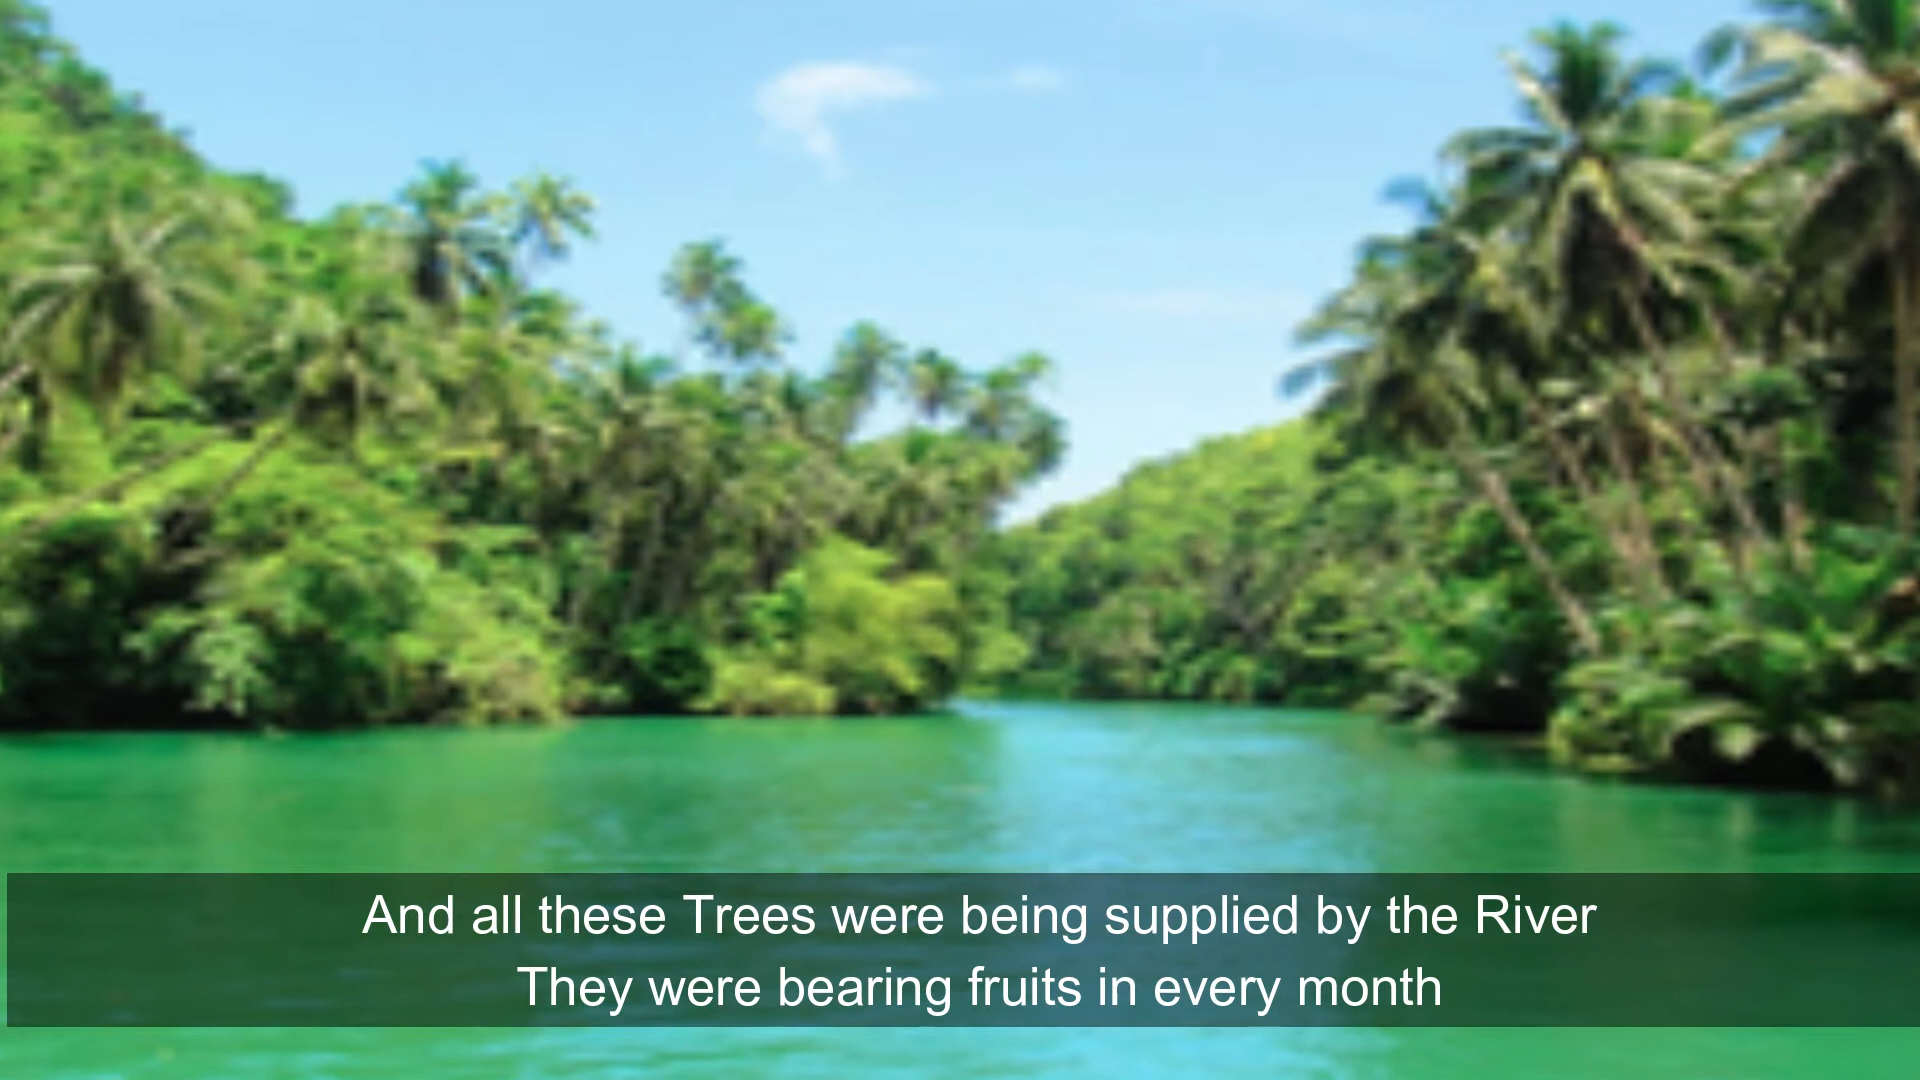 And all these Trees were being supplied by the River
They were bearing fruits in every month